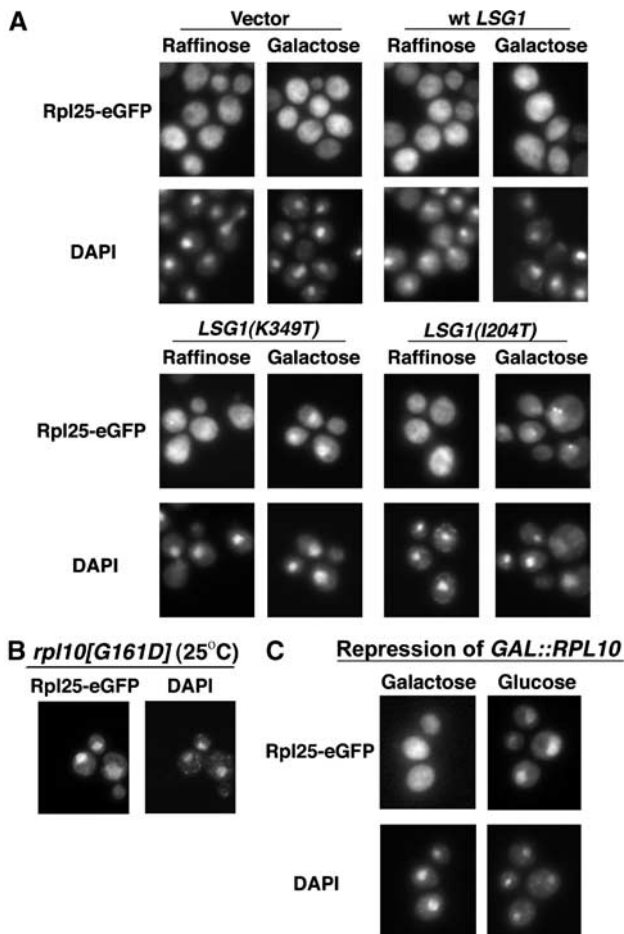 A
Vector
wt LSG1
Raffinose Galactose Raffinose Galactose
Rpl25-eGFP
DAPI
LSG1(K349T)
LSG1(I204T)
Raffinose Galactose Raffinose Galactose
Rpl25-eGFP
DAPI
B rpl10[G161D] (25°C)
Rpl25-eGFP DAPI
C Repression of GAL::RPL10
Galactose Glucose
Rpl25-eGFP
DAPI